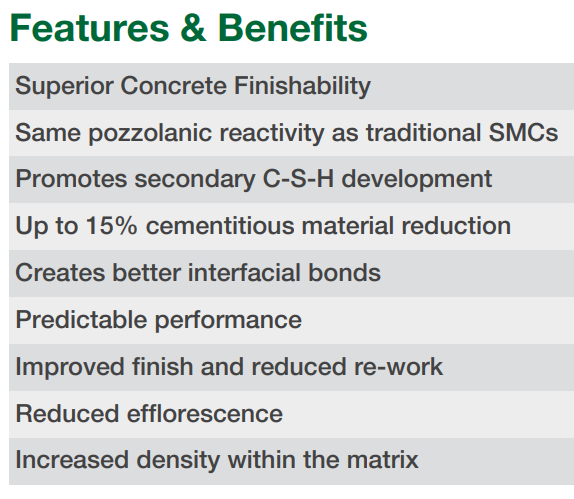 Features & Benefits
Superior Concrete Finishability
Same pozzolanic reactivity as traditional SMCs
Promotes secondary C-S-H development
Up to 15% cementitious material reduction
Creates better interfacial bonds
Predictable performance
Improved finish and reduced re-work
Reduced efflorescence
Increased density within the matrix